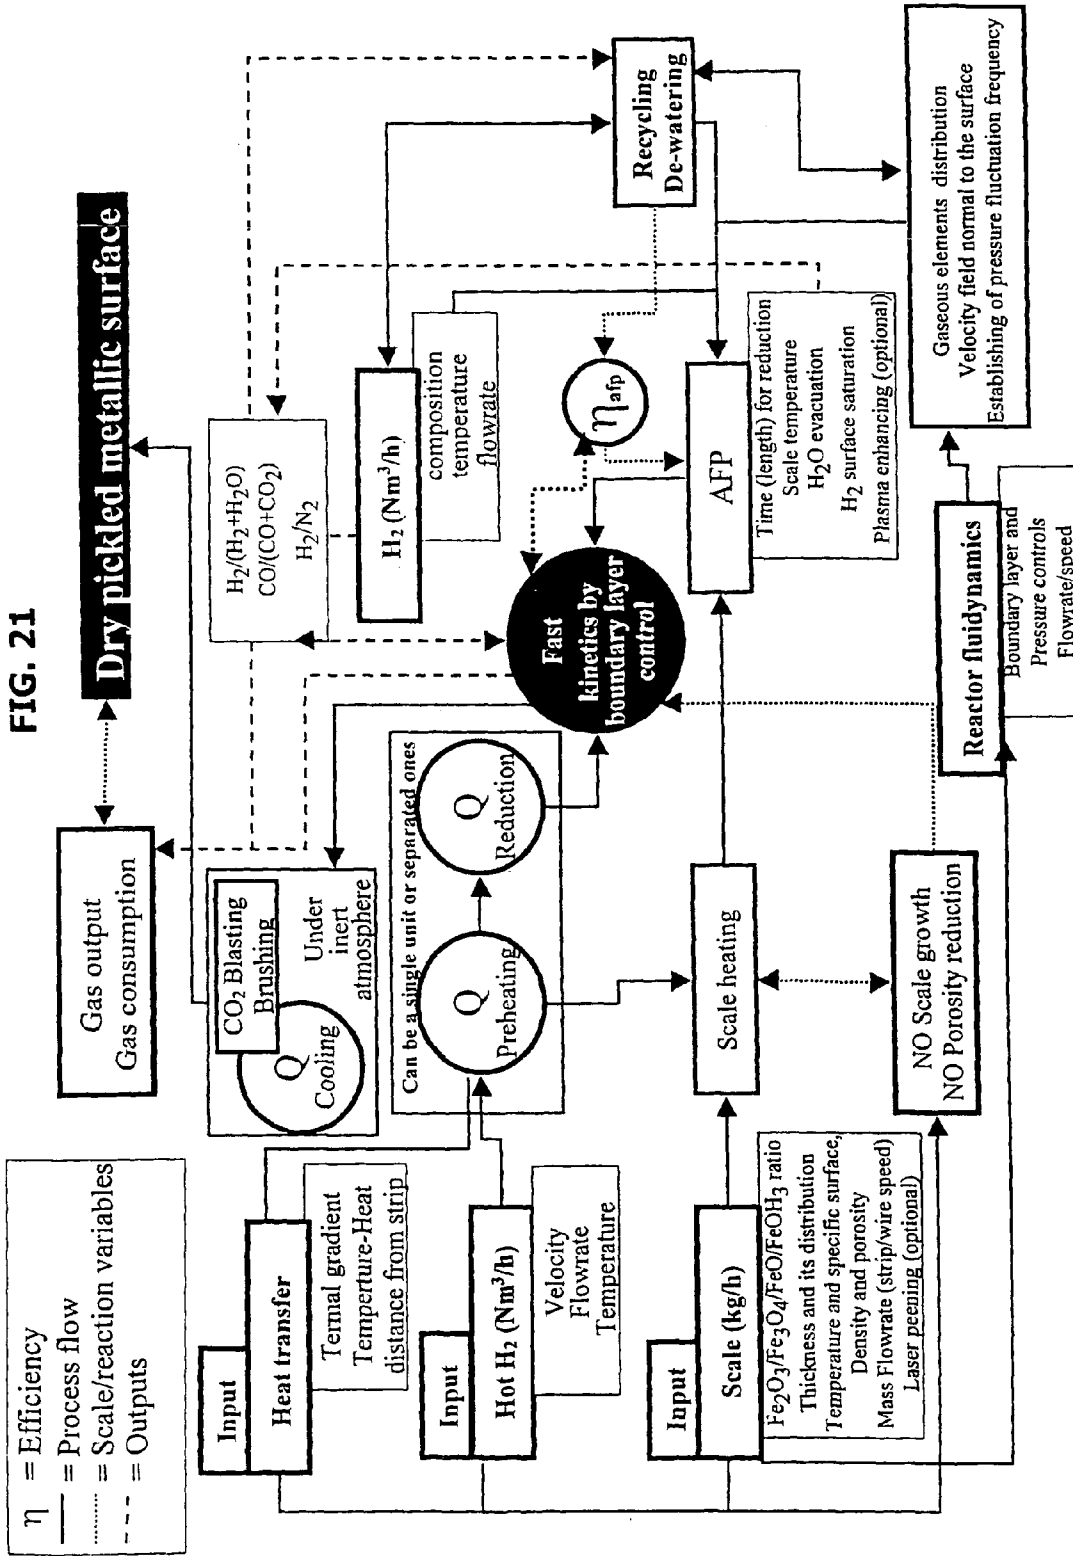 FIG. 21
η = Efficiency
= Process flow
= Scale/reaction variables
= Outputs
Gas output
Gas consumption
Dry pickled metallic surface
Input
Heat transfer
Ternal gradient
Temperture-Heat
distance from strip
CO₂ Blasting
Brushing
Q
Cooling
Under
inert
atmosphere
H₂/(H₂+H₂O)
CO/(CO+CO₂)
H₂/N₂
Input
Hot H₂ (Nm³/h)
Velocity
Flowrate
Temperature
Can be a single unit or separated ones
Q
Preheating
Q
Reduction
H₂ (Nm³/h)
composition
temperature
flowrate
Fast
kinetics by
boundary layer
control
ηafp
Recycling
De-watering
Input
Scale (kg/h)
Fe₂O₃/Fe₃O₄/FeO/FeOH₃ ratio
Thickness and its distribution
Temperature and specific surface,
Density and porosity
Mass Flowrate (strip/wire speed)
Laser peening (optional)
Scale heating
AFP
Time (length) for reduction
Scale temperature
H₂O evacuation
H₂ surface saturation
Plasma enhancing (optional)
NO Scale growth
NO Porosity reduction
Reactor fluidynamics
Boundary layer and
Pressure controls
Flowrate/speed
Gaseous elements distribution
Velocity field normal to the surface
Establishing of pressure fluctuation frequency